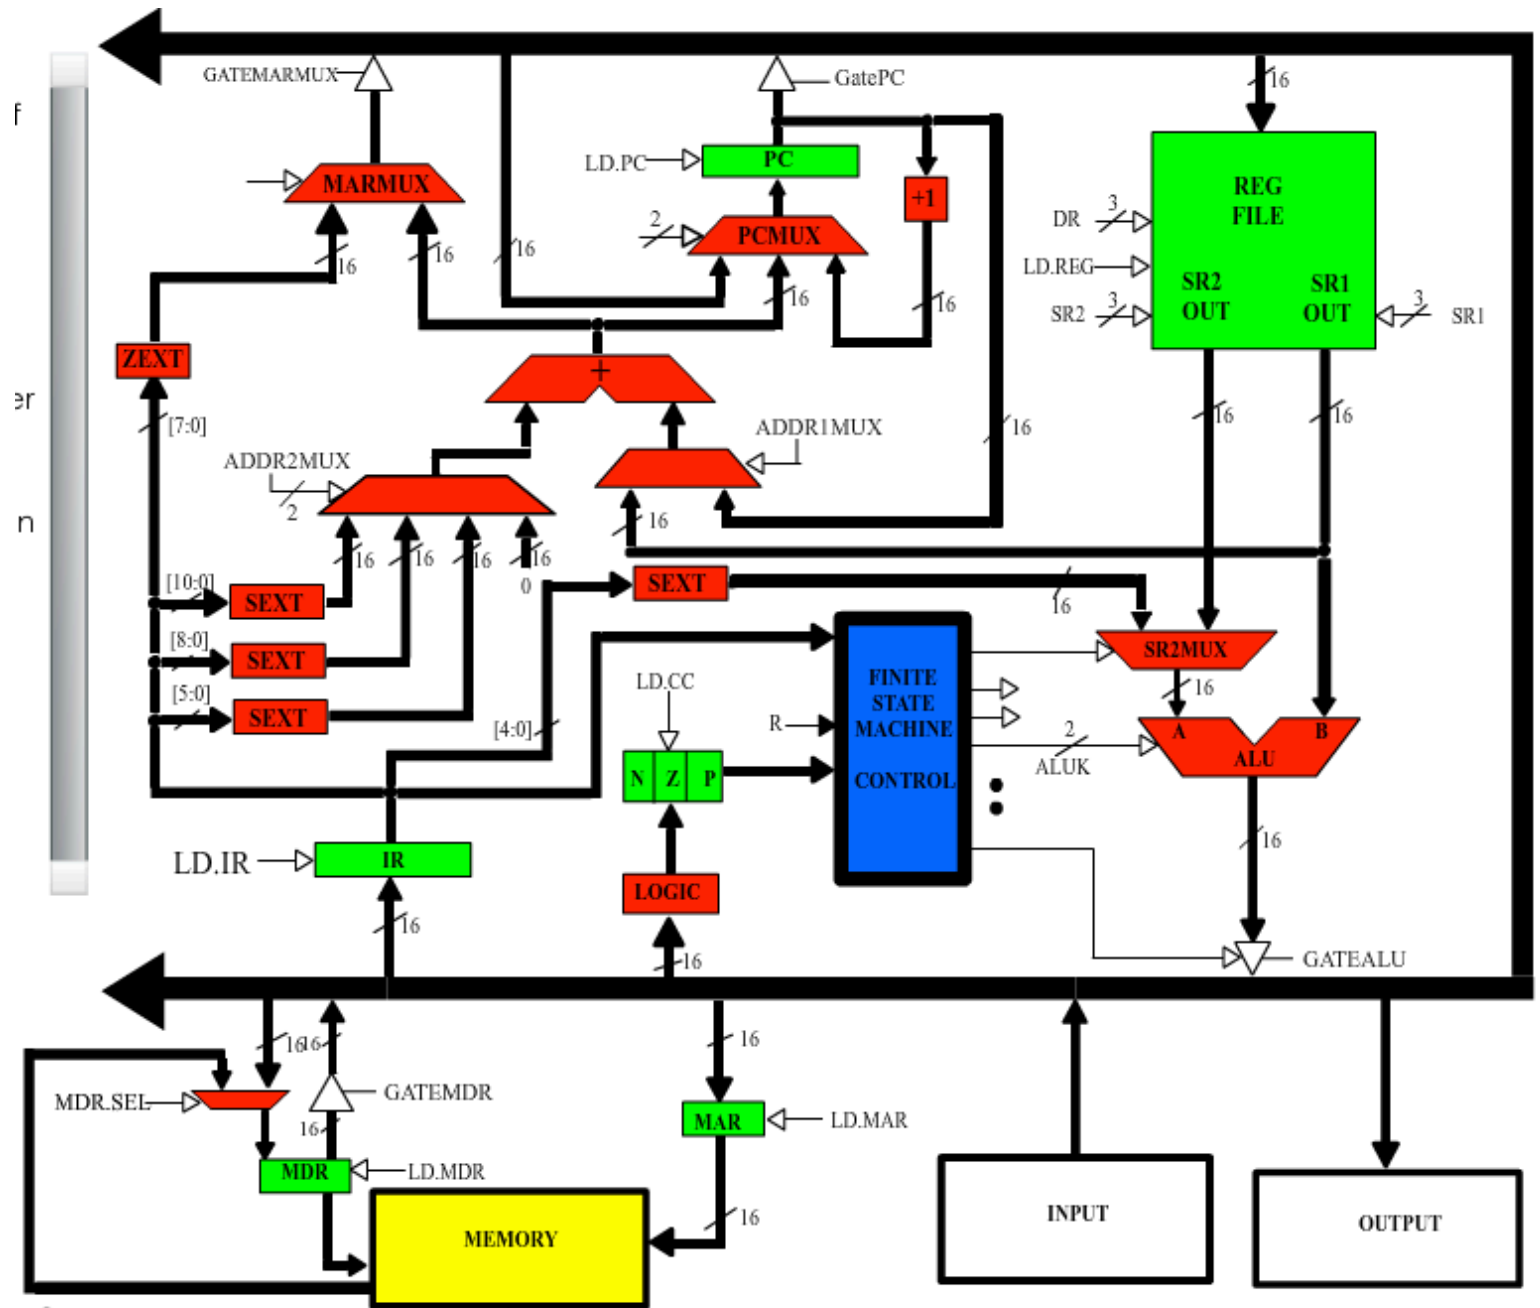 GATEMARMUX
GatePC
16
f
LD.PC
PC
MARMUX
+1
REG
FILE
DR
3
2
PCMUX
16
16
16
16
16
LD.REG
SR2
OUT
SR1
OUT
SR2
3
3
SR1
ZEXT
+
er
[7:0]
16
16
16
ADDR1MUX
ADDR2MUX
2
n
16
16
16
16
16
0
[10:0]
SEXT
SEXT
16
[8:0]
SEXT
SR2MUX
16
[5:0]
SEXT
[4:0]
LD.CC
R
FINITE
STATE
MACHINE
CONTROL
2
ALUK
A
B
ALU
N Z P
16
LD.IR
IR
LOGIC
16
16
GATEALU
16
16
16
MDR.SEL
GATEMDR
16
MAR
LD.MAR
MDR
LD.MDR
16
MEMORY
INPUT
OUTPUT